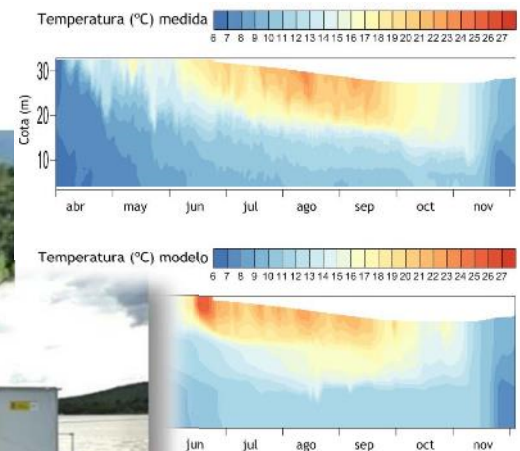 Temperatura (ºC) medida
6 7 8 9 10 11 12 13 14 15 16 17 18 19 20 21 22 23 24 25 26 27
Cota (m)
30
20
10
abr may jun jul ago sep oct nov
Temperatura (ºC) modelo
6 7 8 9 10 11 12 13 14 15 16 17 18 19 20 21 22 23 24 25 26 27
jun jul ago sep oct nov